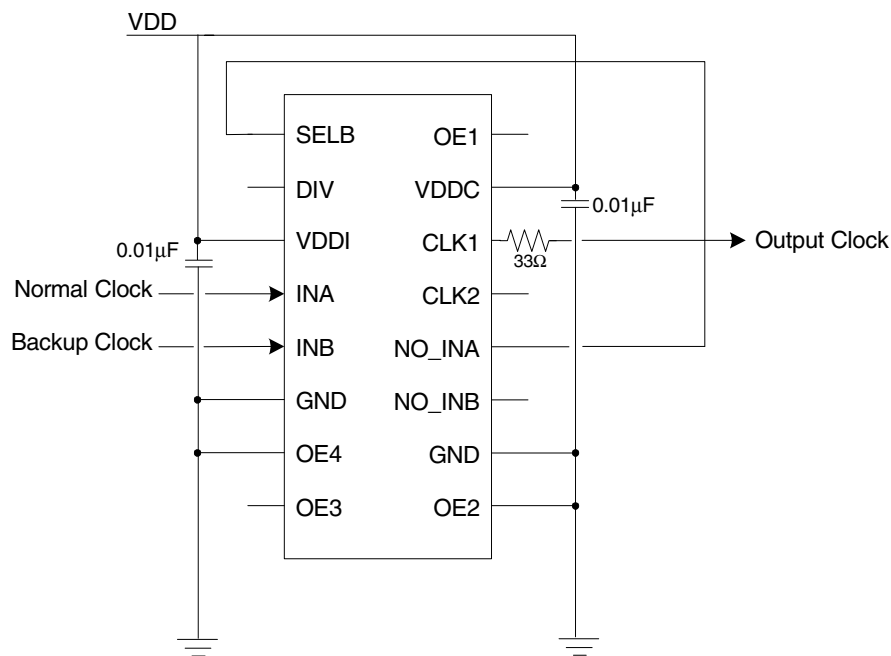 VDD
SELB
OE1
DIV
VDDC
0.01µF
0.01µF
VDDI
CLK1
33Ω
Output Clock
Normal Clock
INA
CLK2
Backup Clock
INB
NO_INA
GND
NO_INB
OE4
GND
OE3
OE2